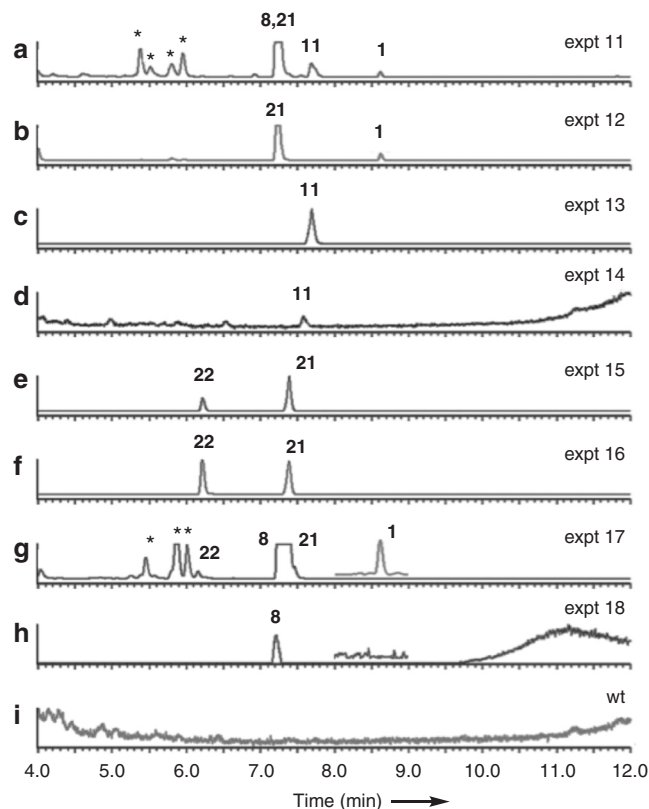 8,21
* * * * 11 1
a expt 11
21
1
b expt 12
11
c expt 13
expt 14
11
d
22 21
e expt 15
22 21
f expt 16
* ** 22 8 21 1
g expt 17
8
h expt 18
i wt
4.0 5.0 6.0 7.0 8.0 9.0 10.0 11.0 12.0
Time (min)